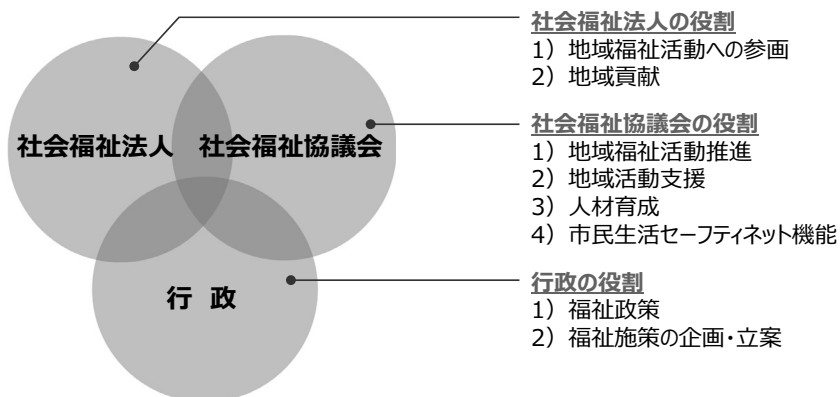 社会福祉法人の役割
1）地域福祉活動への参画
2）地域貢献
社会福祉法人
社会福祉協議会
社会福祉協議会の役割
1）地域福祉活動推進
2）地域活動支援
3）人材育成
4）市民生活セーフティネット機能
行 政
行政の役割
1）福祉政策
2）福祉施策の企画・立案